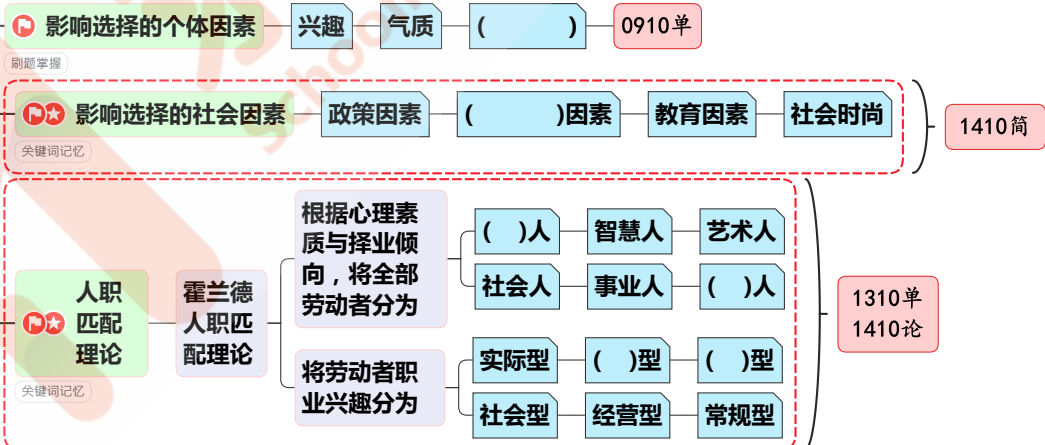 影响选择的个体因素 兴趣 气质 (　　　) 0910单
刷题掌握
影响选择的社会因素 政策因素 (　　　)因素 教育因素 社会时尚 1410简
关键词记忆
根据心理素
质与择业倾
向，将全部
劳动者分为
(　)人 智慧人 艺术人
社会人 事业人 (　)人
人职
匹配
理论
霍兰德
人职匹
配理论
1310单
1410论
关键词记忆
将劳动者职
业兴趣分为
实际型 (　)型 (　)型
社会型 经营型 常规型
School